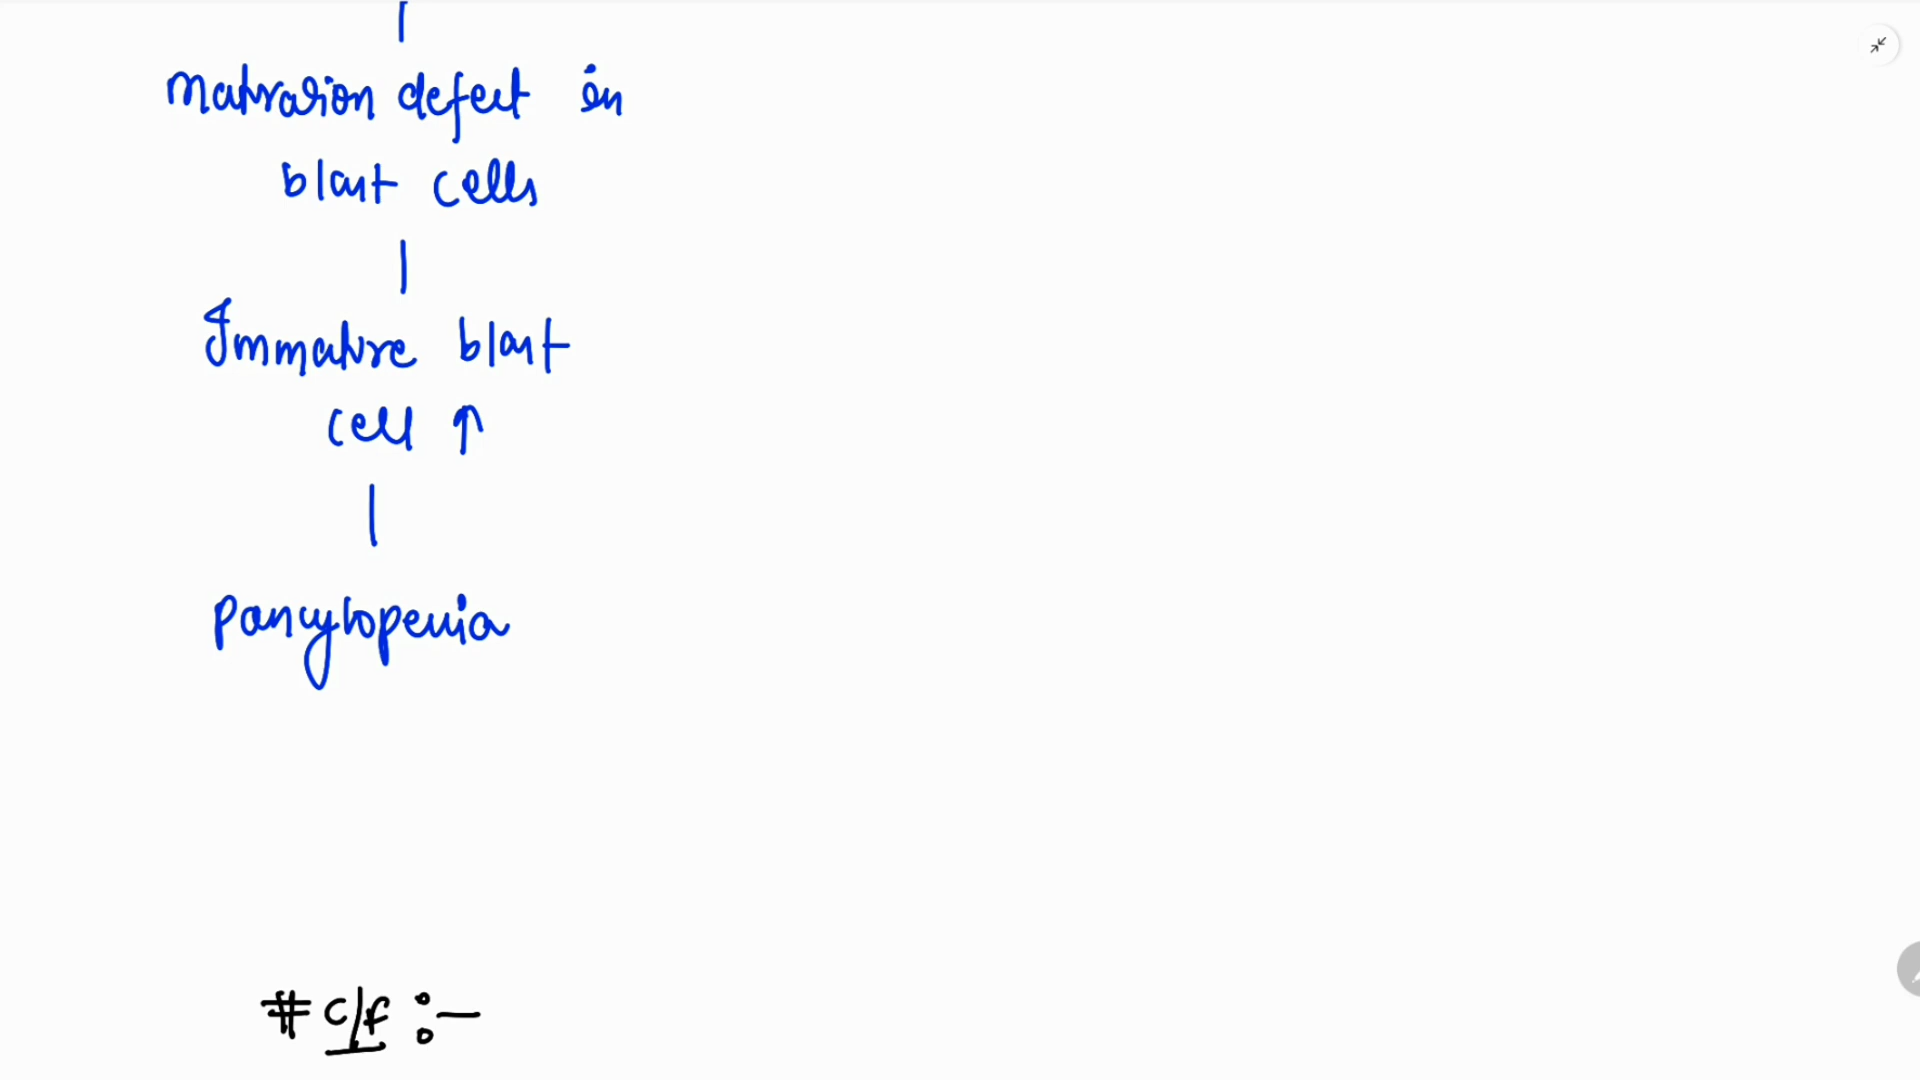 Maturation defect in
blast cells
Immature blast
cell ↑
Pancytopenia
# c/f :-